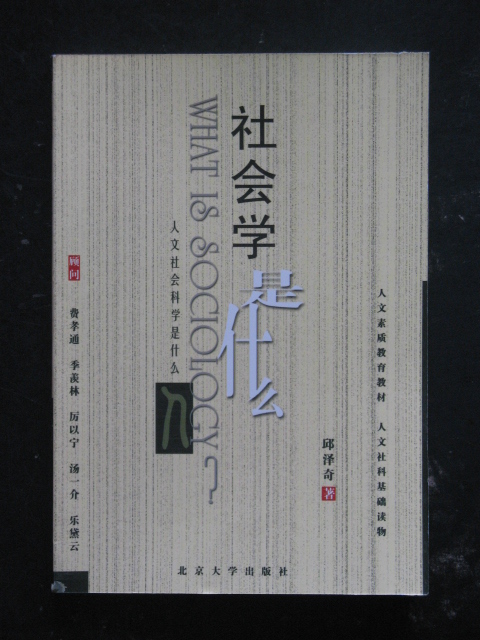 社会学
是什么
WHAT IS SOCIOLOGY?
人文社会科学是什么
人文素质教育教材 人文社科基础读物
邱泽奇 著
顾问
费孝通 季羡林 厉以宁 汤一介 乐黛云
北京大学出版社